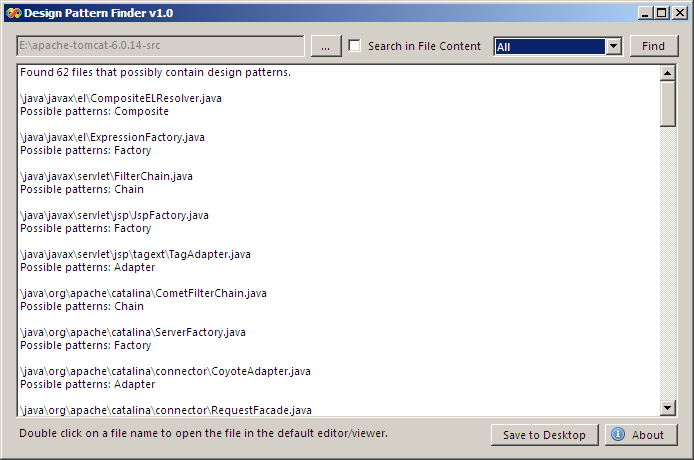 Design Pattern Finder v1.0
E:\apache-tomcat-6.0.14-src ... Search in File Content All Find
Found 62 files that possibly contain design patterns.
\java\javax\el\CompositeELResolver.java
Possible patterns: Composite
\java\javax\el\ExpressionFactory.java
Possible patterns: Factory
\java\javax\servlet\FilterChain.java
Possible patterns: Chain
\java\javax\servlet\jsp\JspFactory.java
Possible patterns: Factory
\java\javax\servlet\jsp\tagext\TagAdapter.java
Possible patterns: Adapter
\java\org\apache\catalina\CometFilterChain.java
Possible patterns: Chain
\java\org\apache\catalina\ServerFactory.java
Possible patterns: Factory
\java\org\apache\catalina\connector\CoyoteAdapter.java
Possible patterns: Adapter
\java\org\apache\catalina\connector\RequestFacade.java
Double click on a file name to open the file in the default editor/viewer. Save to Desktop About